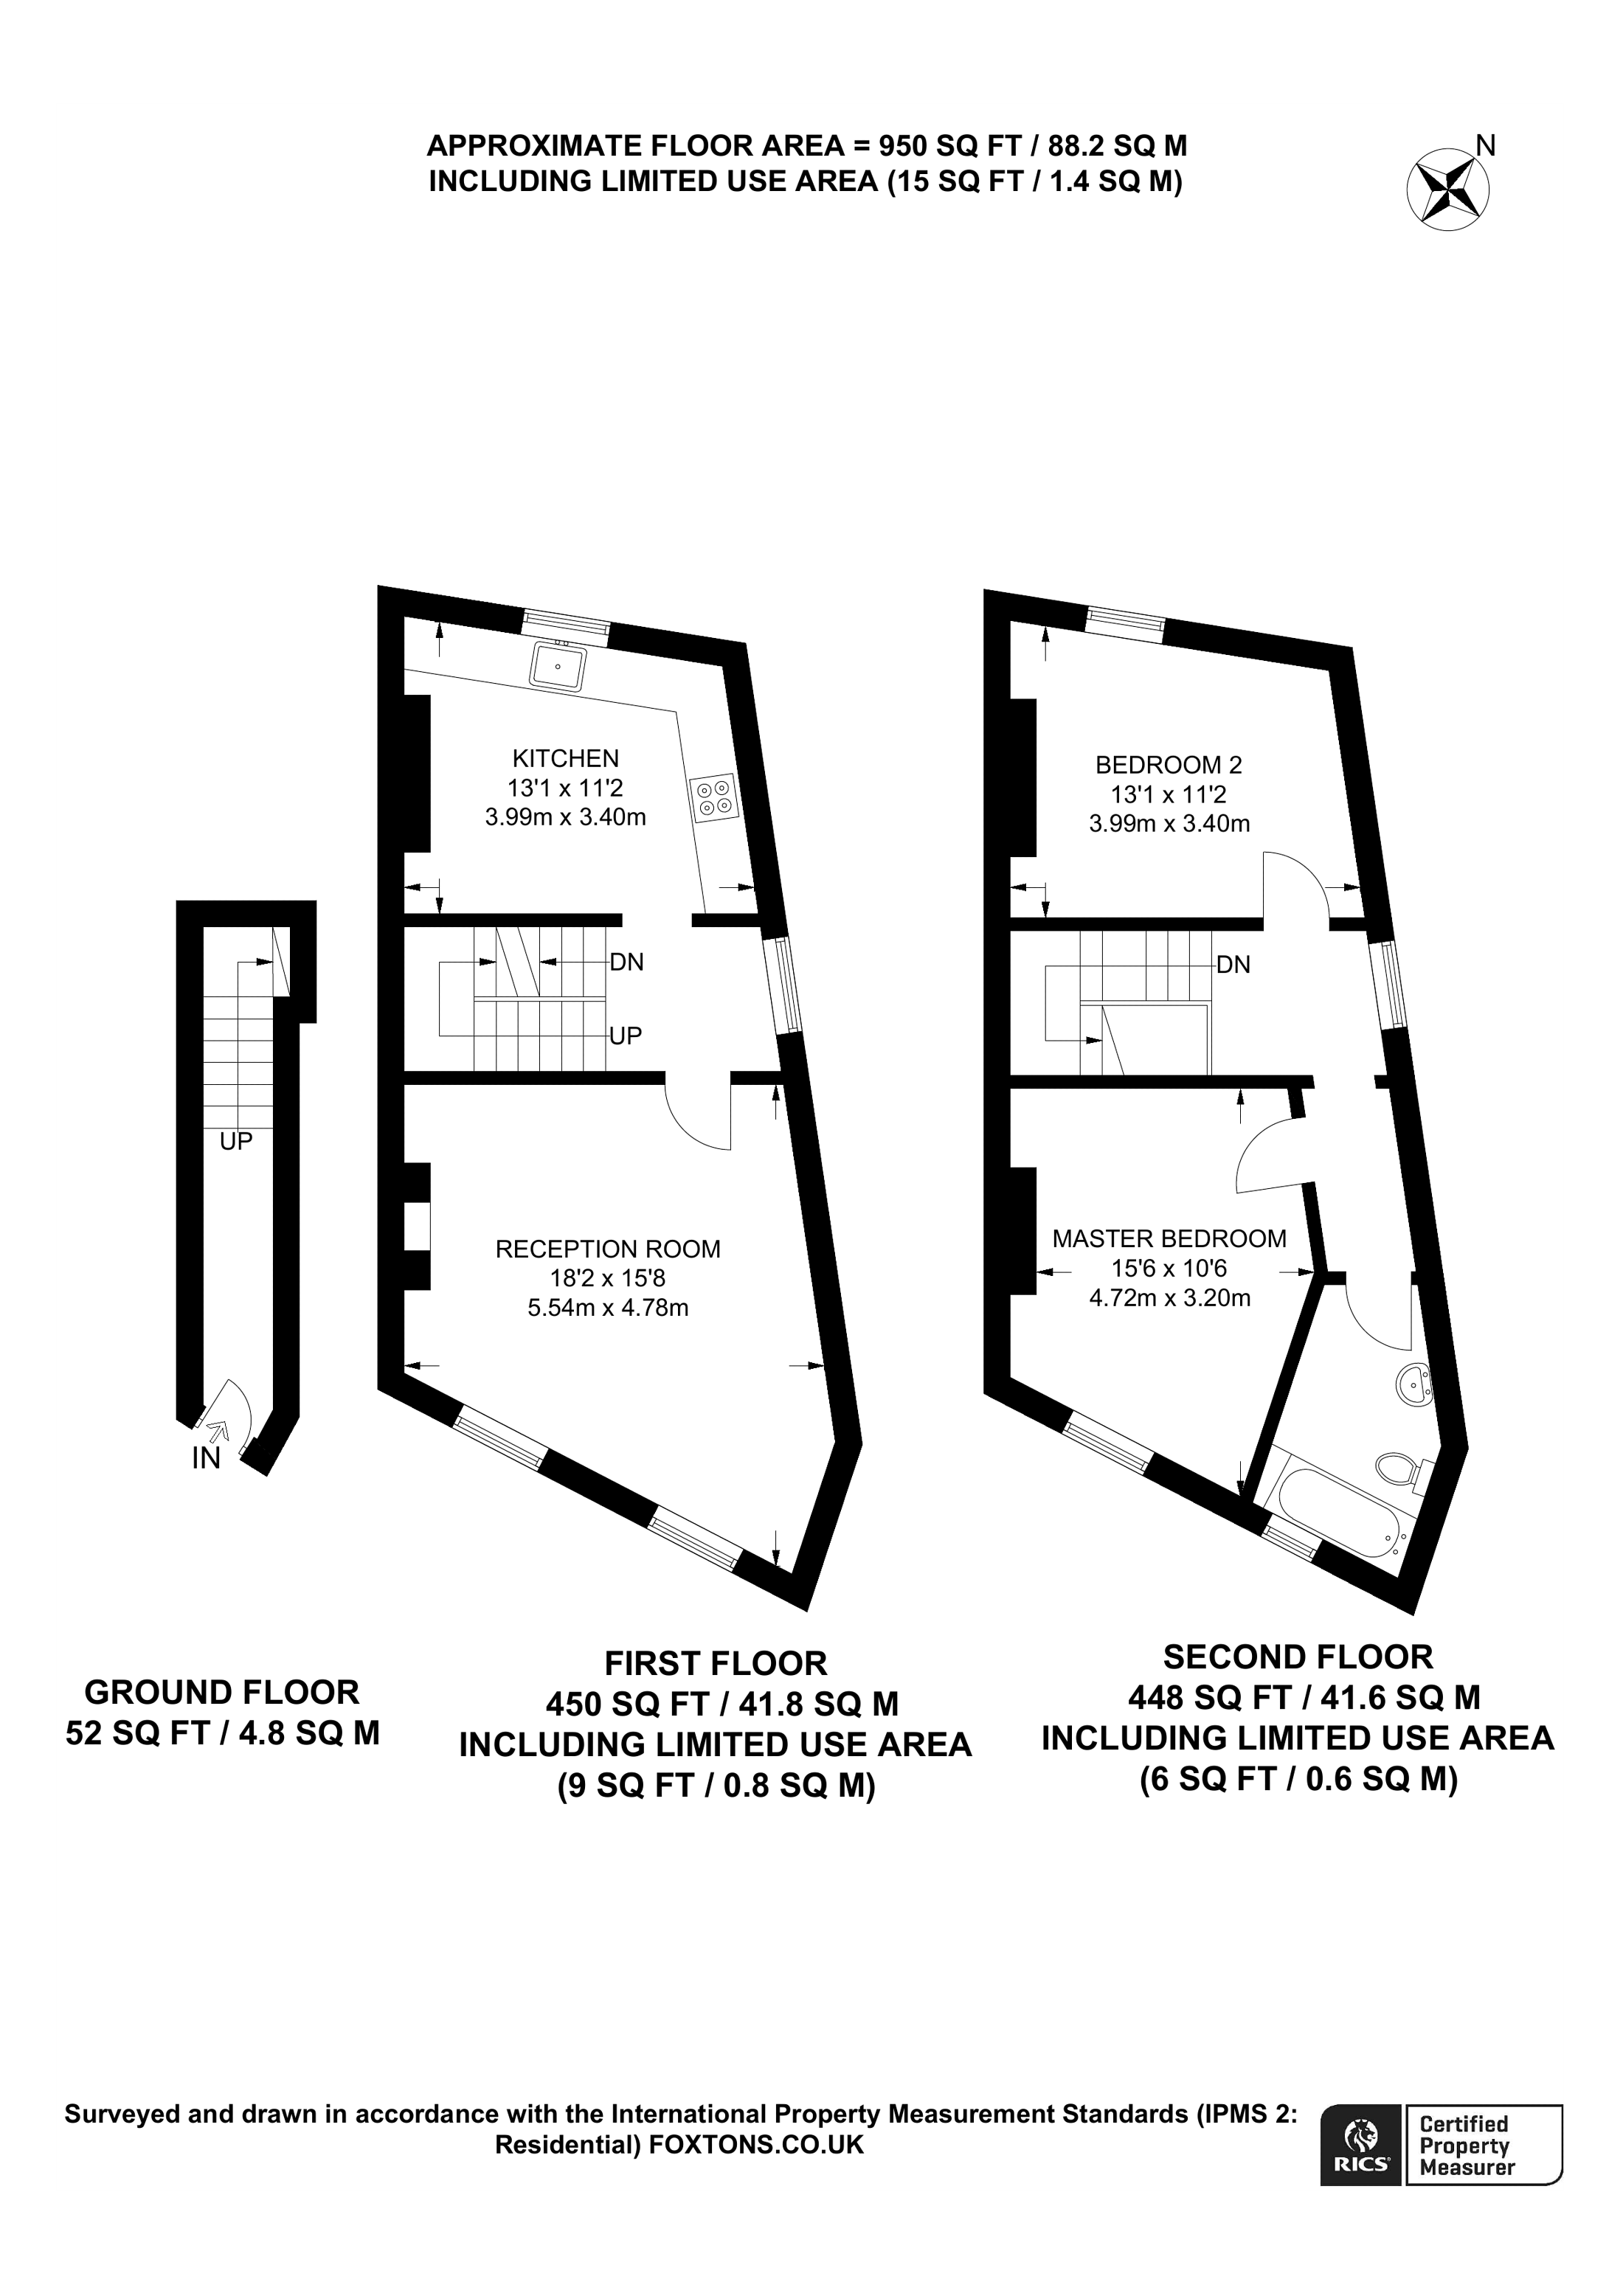 APPROXIMATE FLOOR AREA = 950 SQ FT / 88.2 SQ M
INCLUDING LIMITED USE AREA (15 SQ FT / 1.4 SQ M)
N
KITCHEN
13'1 x 11'2
3.99m x 3.40m
DN
UP
RECEPTION ROOM
18'2 x 15'8
5.54m x 4.78m
BEDROOM 2
13'1 x 11'2
3.99m x 3.40m
DN
MASTER BEDROOM
15'6 x 10'6
4.72m x 3.20m
UP
IN
GROUND FLOOR
52 SQ FT / 4.8 SQ M
FIRST FLOOR
450 SQ FT / 41.8 SQ M
INCLUDING LIMITED USE AREA
(9 SQ FT / 0.8 SQ M)
SECOND FLOOR
448 SQ FT / 41.6 SQ M
INCLUDING LIMITED USE AREA
(6 SQ FT / 0.6 SQ M)
Surveyed and drawn in accordance with the International Property Measurement Standards (IPMS 2:
Residential) FOXTONS.CO.UK
RICS
Certified
Property
Measurer